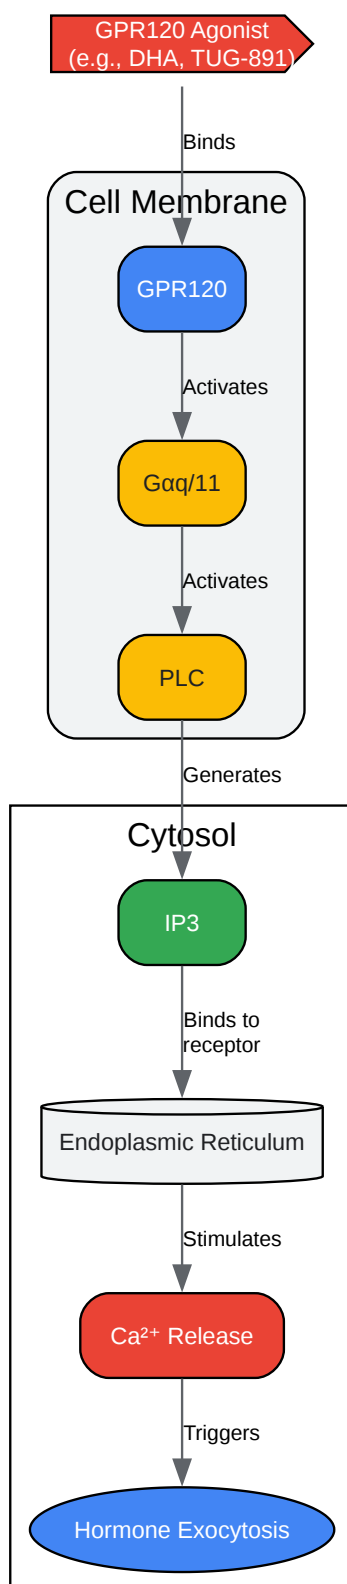 GPR120 Agonist
(e.g., DHA, TUG-891)
Binds
Cell Membrane
GPR120
Activates
Gαq/11
Activates
PLC
Generates
Cytosol
IP3
Binds to
receptor
Endoplasmic Reticulum
Stimulates
Ca²⁺ Release
Triggers
Hormone Exocytosis